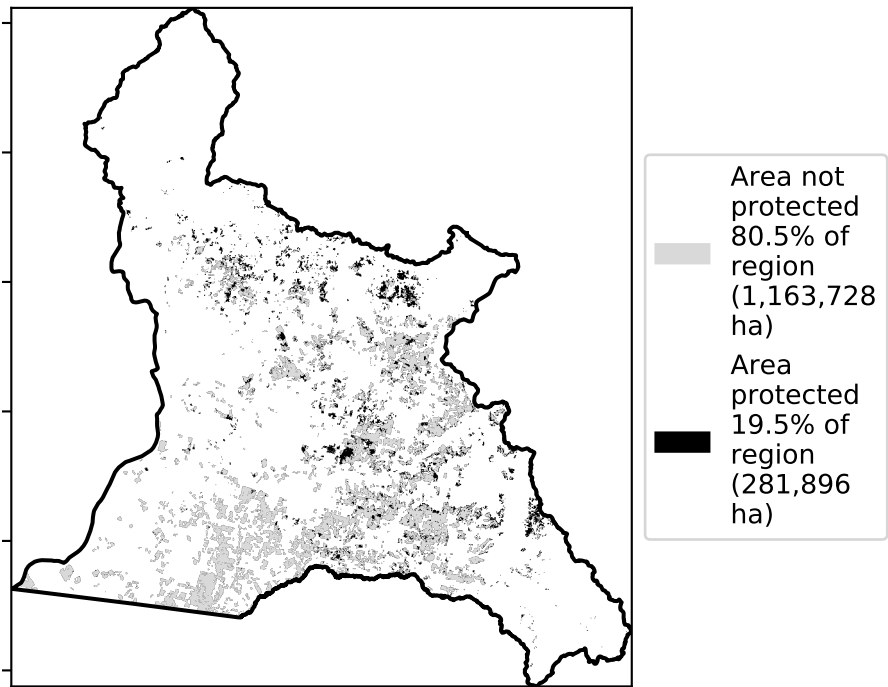 Area not
protected
80.5% of
region
(1,163,728
ha)
Area
protected
19.5% of
region
(281,896
ha)